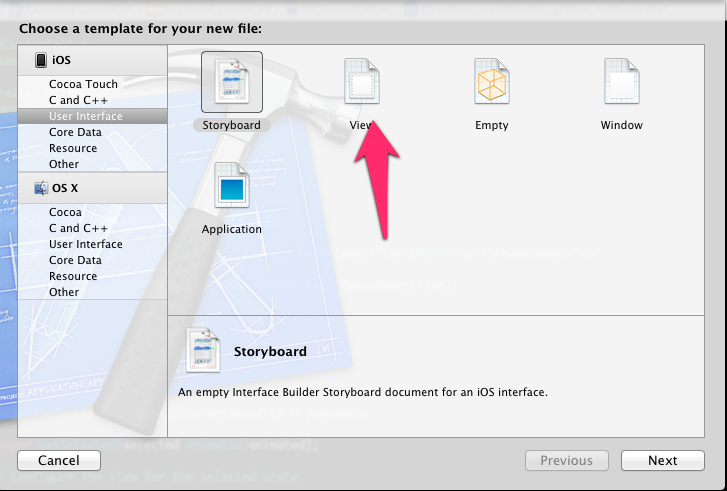 Choose a template for your new file:
iOS
Cocoa Touch
C and C++
User Interface
Core Data
Resource
Other
OS X
Cocoa
C and C++
User Interface
Core Data
Resource
Other
Storyboard
View
Empty
Window
Application
Storyboard
An empty Interface Builder Storyboard document for an iOS interface.
Cancel
Previous
Next